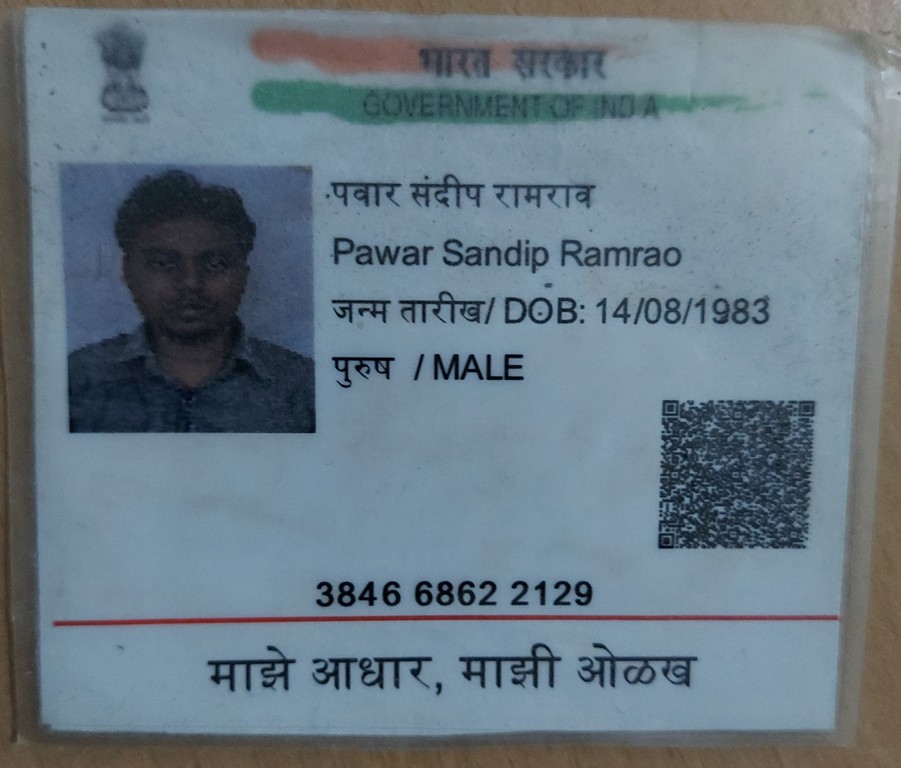 भारत सरकार
GOVERNMENT OF INDIA
पवार संदीप रामराव
Pawar Sandip Ramrao
जन्म तारीख/ DOB: 14/08/1983
पुरुष / MALE
3846 6862 2129
माझे आधार, माझी ओळख